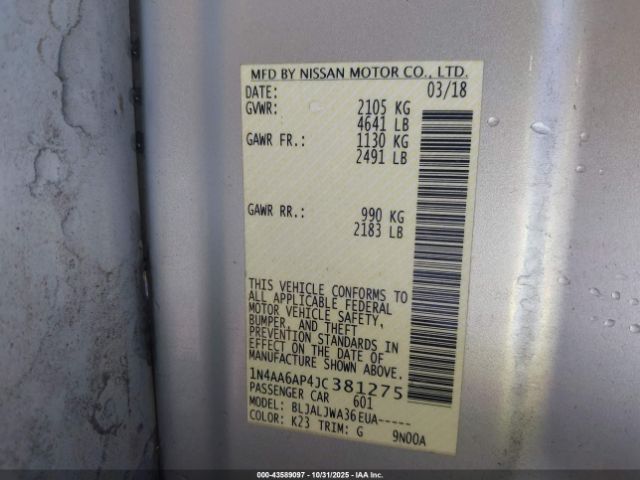 MFD BY NISSAN MOTOR CO., LTD.
DATE: 03/18
GVWR: 2105 KG
4641 LB
GAWR FR.: 1130 KG
2491 LB
GAWR RR.: 990 KG
2183 LB
THIS VEHICLE CONFORMS TO
ALL APPLICABLE FEDERAL
MOTOR VEHICLE SAFETY,
BUMPER, AND THEFT
PREVENTION STANDARDS IN
EFFECT ON THE DATE OF
MANUFACTURE SHOWN ABOVE.
1N4AA6AP4JC381275
PASSENGER CAR 601
MODEL: BLJALJWA36EUA-----
COLOR: K23 TRIM: G 9N00A
000-43589097 - 10/31/2025 - IAAI.COM